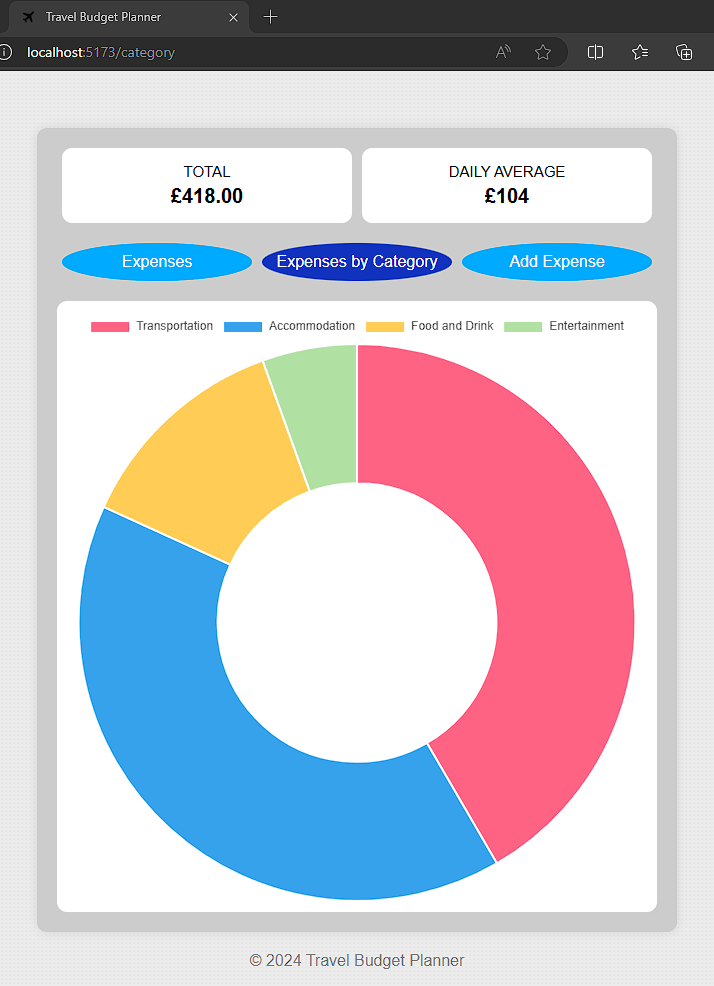 Travel Budget Planner
localhost:5173/category
TOTAL
£418.00
DAILY AVERAGE
£104
Expenses
Expenses by Category
Add Expense
Transportation
Accommodation
Food and Drink
Entertainment
© 2024 Travel Budget Planner